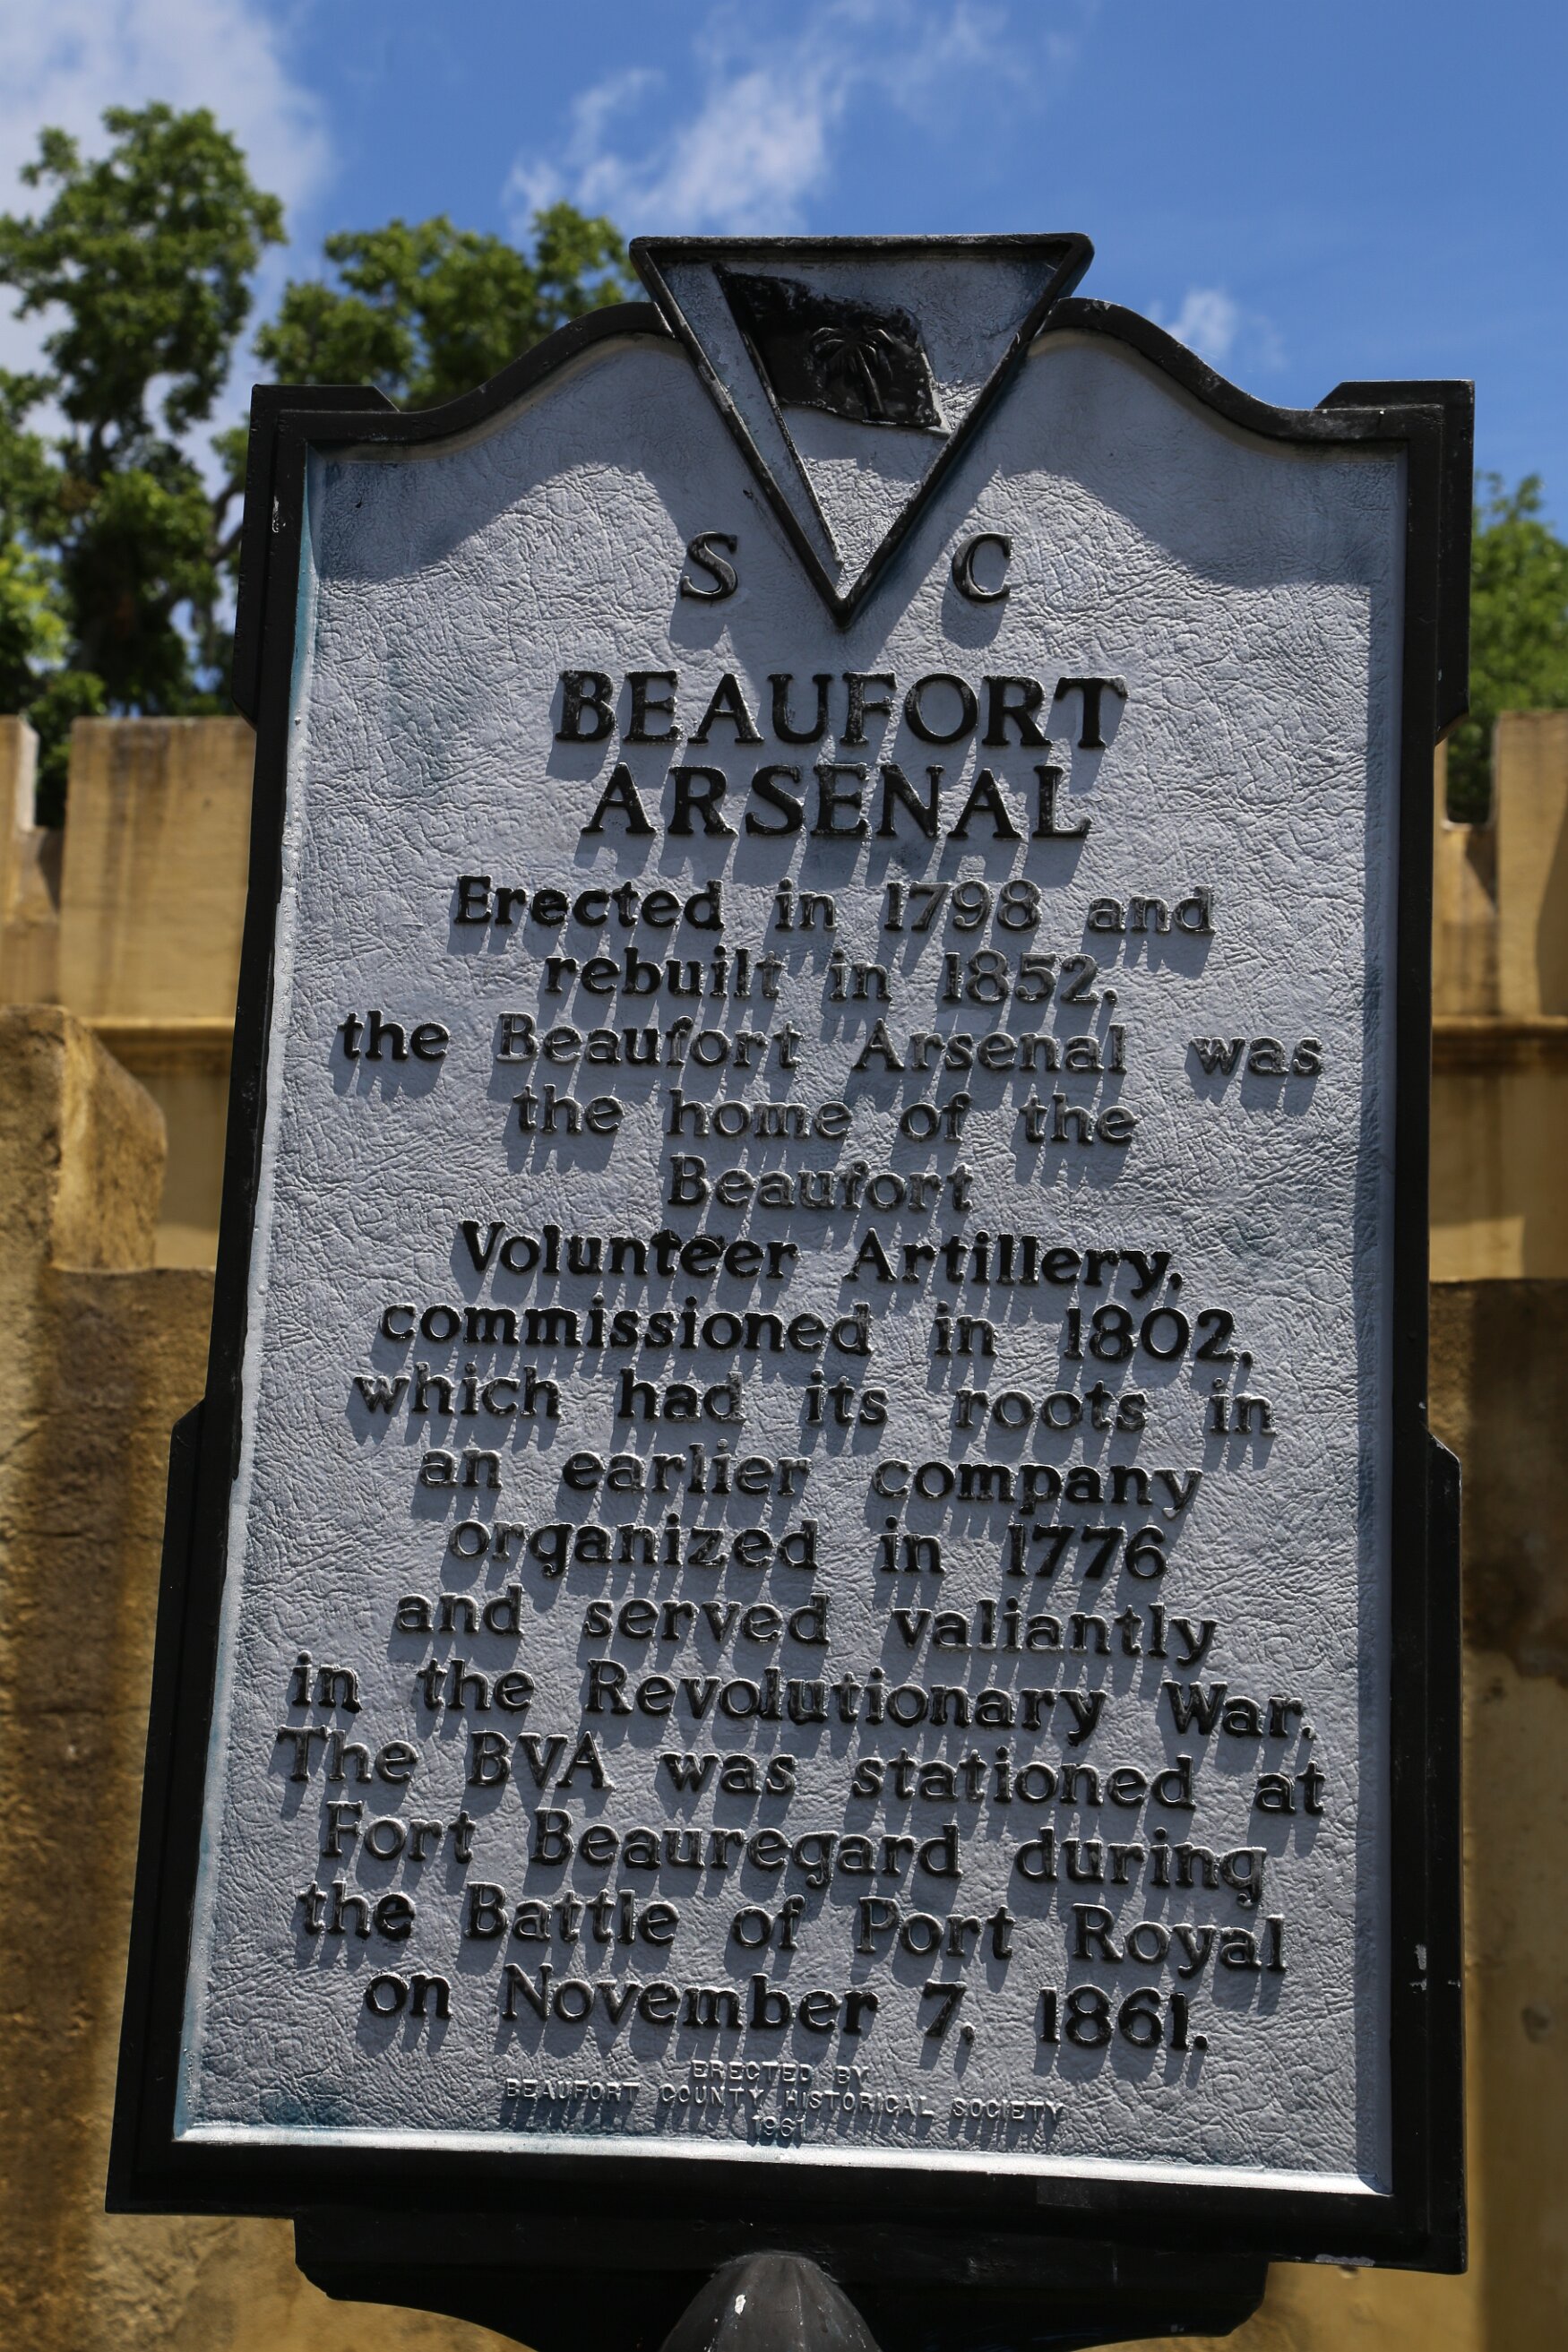 S C
BEAUFORT
ARSENAL
Erected in 1798 and
rebuilt in 1852,
the Beaufort Arsenal was
the home of the
Beaufort
Volunteer Artillery,
commissioned in 1802,
which had its roots in
an earlier company
organized in 1776
and served valiantly
in the Revolutionary War.
The BVA was stationed at
Fort Beauregard during
the Battle of Port Royal
on November 7, 1861.
ERECTED BY
BEAUFORT COUNTY HISTORICAL SOCIETY
1961